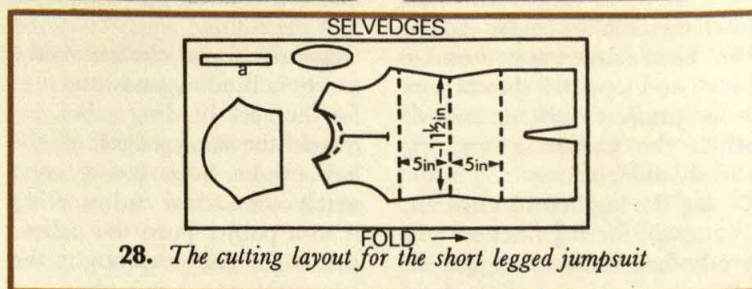 SELVEDGES
a
11½in
5in 5in
FOLD
28. The cutting layout for the short legged jumpsuit